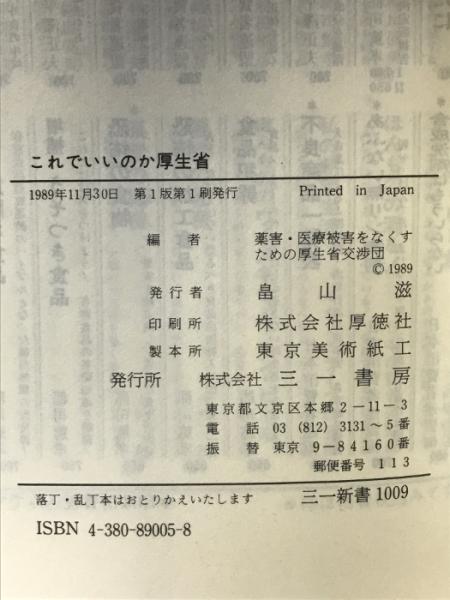 これでいいのか厚生省
1989年11月30日 第1版第1刷発行 Printed in Japan
編者 薬害・医療被害をなくす
ための厚生省交渉団
©1989
発行者 畠山滋
印刷所 株式会社厚徳社
製本所 東京美術紙工
発行所 株式会社 三一書房
東京都文京区本郷2-11-3
電話 03 (812) 3131～5番
振替 東京 9-84160番
郵便番号 113
落丁・乱丁本はおとりかえいたします 三一新書 1009
ISBN 4-380-89005-8